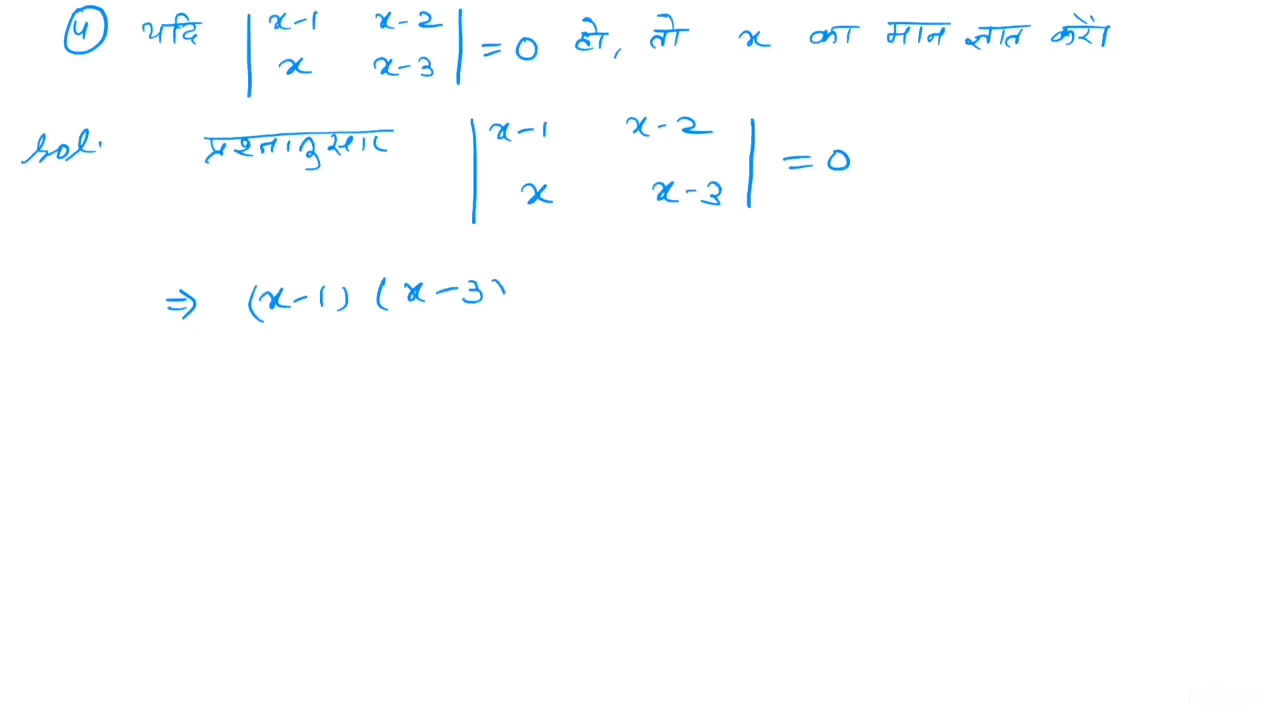 (4) यदि | x-1 x-2 | = 0 हो, तो x का मान ज्ञात करें।
| x x-3 |
Sol. प्रश्नानुसार | x-1 x-2 | = 0
| x x-3 |
⇒ (x-1) (x-3)